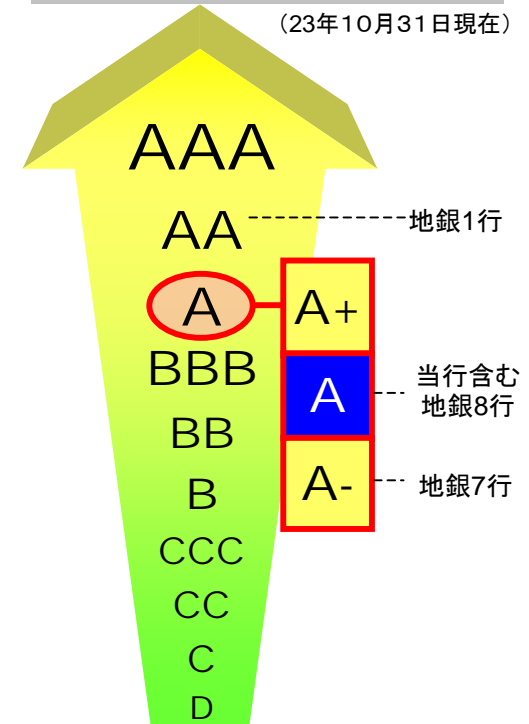 （23年10月31日現在）
AAA
AA
地銀1行
A
A+
BBB
A
当行含む
地銀8行
BB
A-
地銀7行
B
CCC
CC
C
D